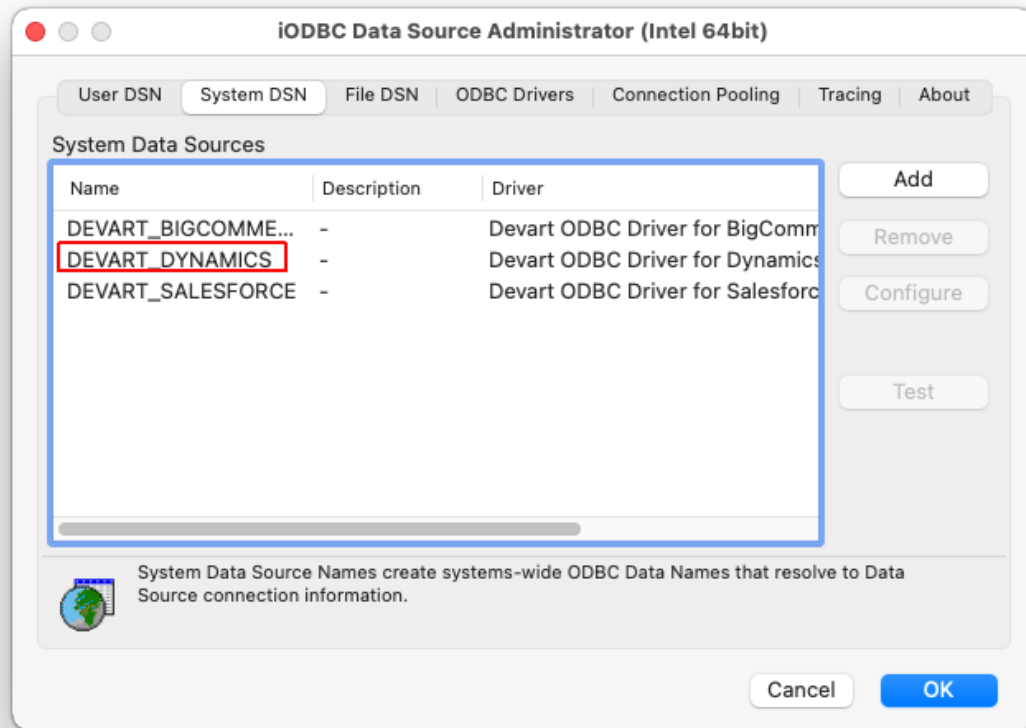 iODBC Data Source Administrator (Intel 64bit)
User DSN System DSN File DSN ODBC Drivers Connection Pooling Tracing About
System Data Sources
Name Description Driver
DEVART_BIGCOMME... - Devart ODBC Driver for BigComm
DEVART_DYNAMICS - Devart ODBC Driver for Dynamics
DEVART_SALESFORCE - Devart ODBC Driver for Salesforc
Add
Remove
Configure
Test
System Data Source Names create systems-wide ODBC Data Names that resolve to Data
Source connection information.
Cancel OK